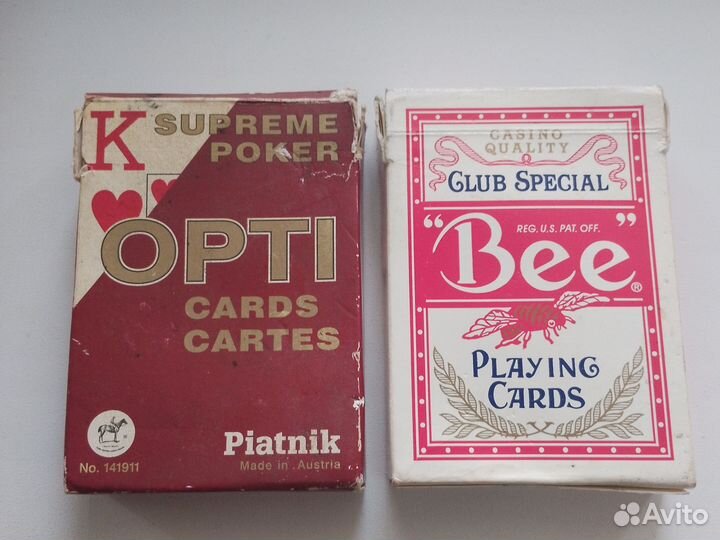 K SUPREME
POKER
OPTI
CARDS
CARTES
Piatnik
Made in Austria
No. 141911
CASINO
QUALITY
CLUB SPECIAL
REG. U.S. PAT. OFF.
"Bee"®
PLAYING
CARDS
Avito